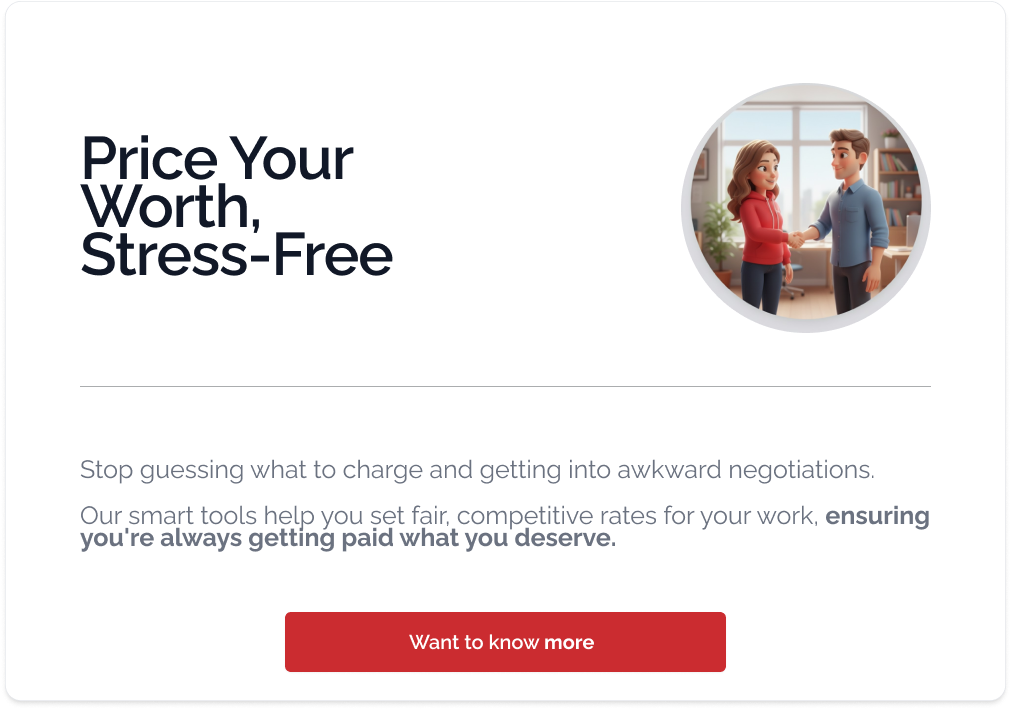 Price Your
Worth,
Stress-Free
Stop guessing what to charge and getting into awkward negotiations.
Our smart tools help you set fair, competitive rates for your work, ensuring
you're always getting paid what you deserve.
Want to know more